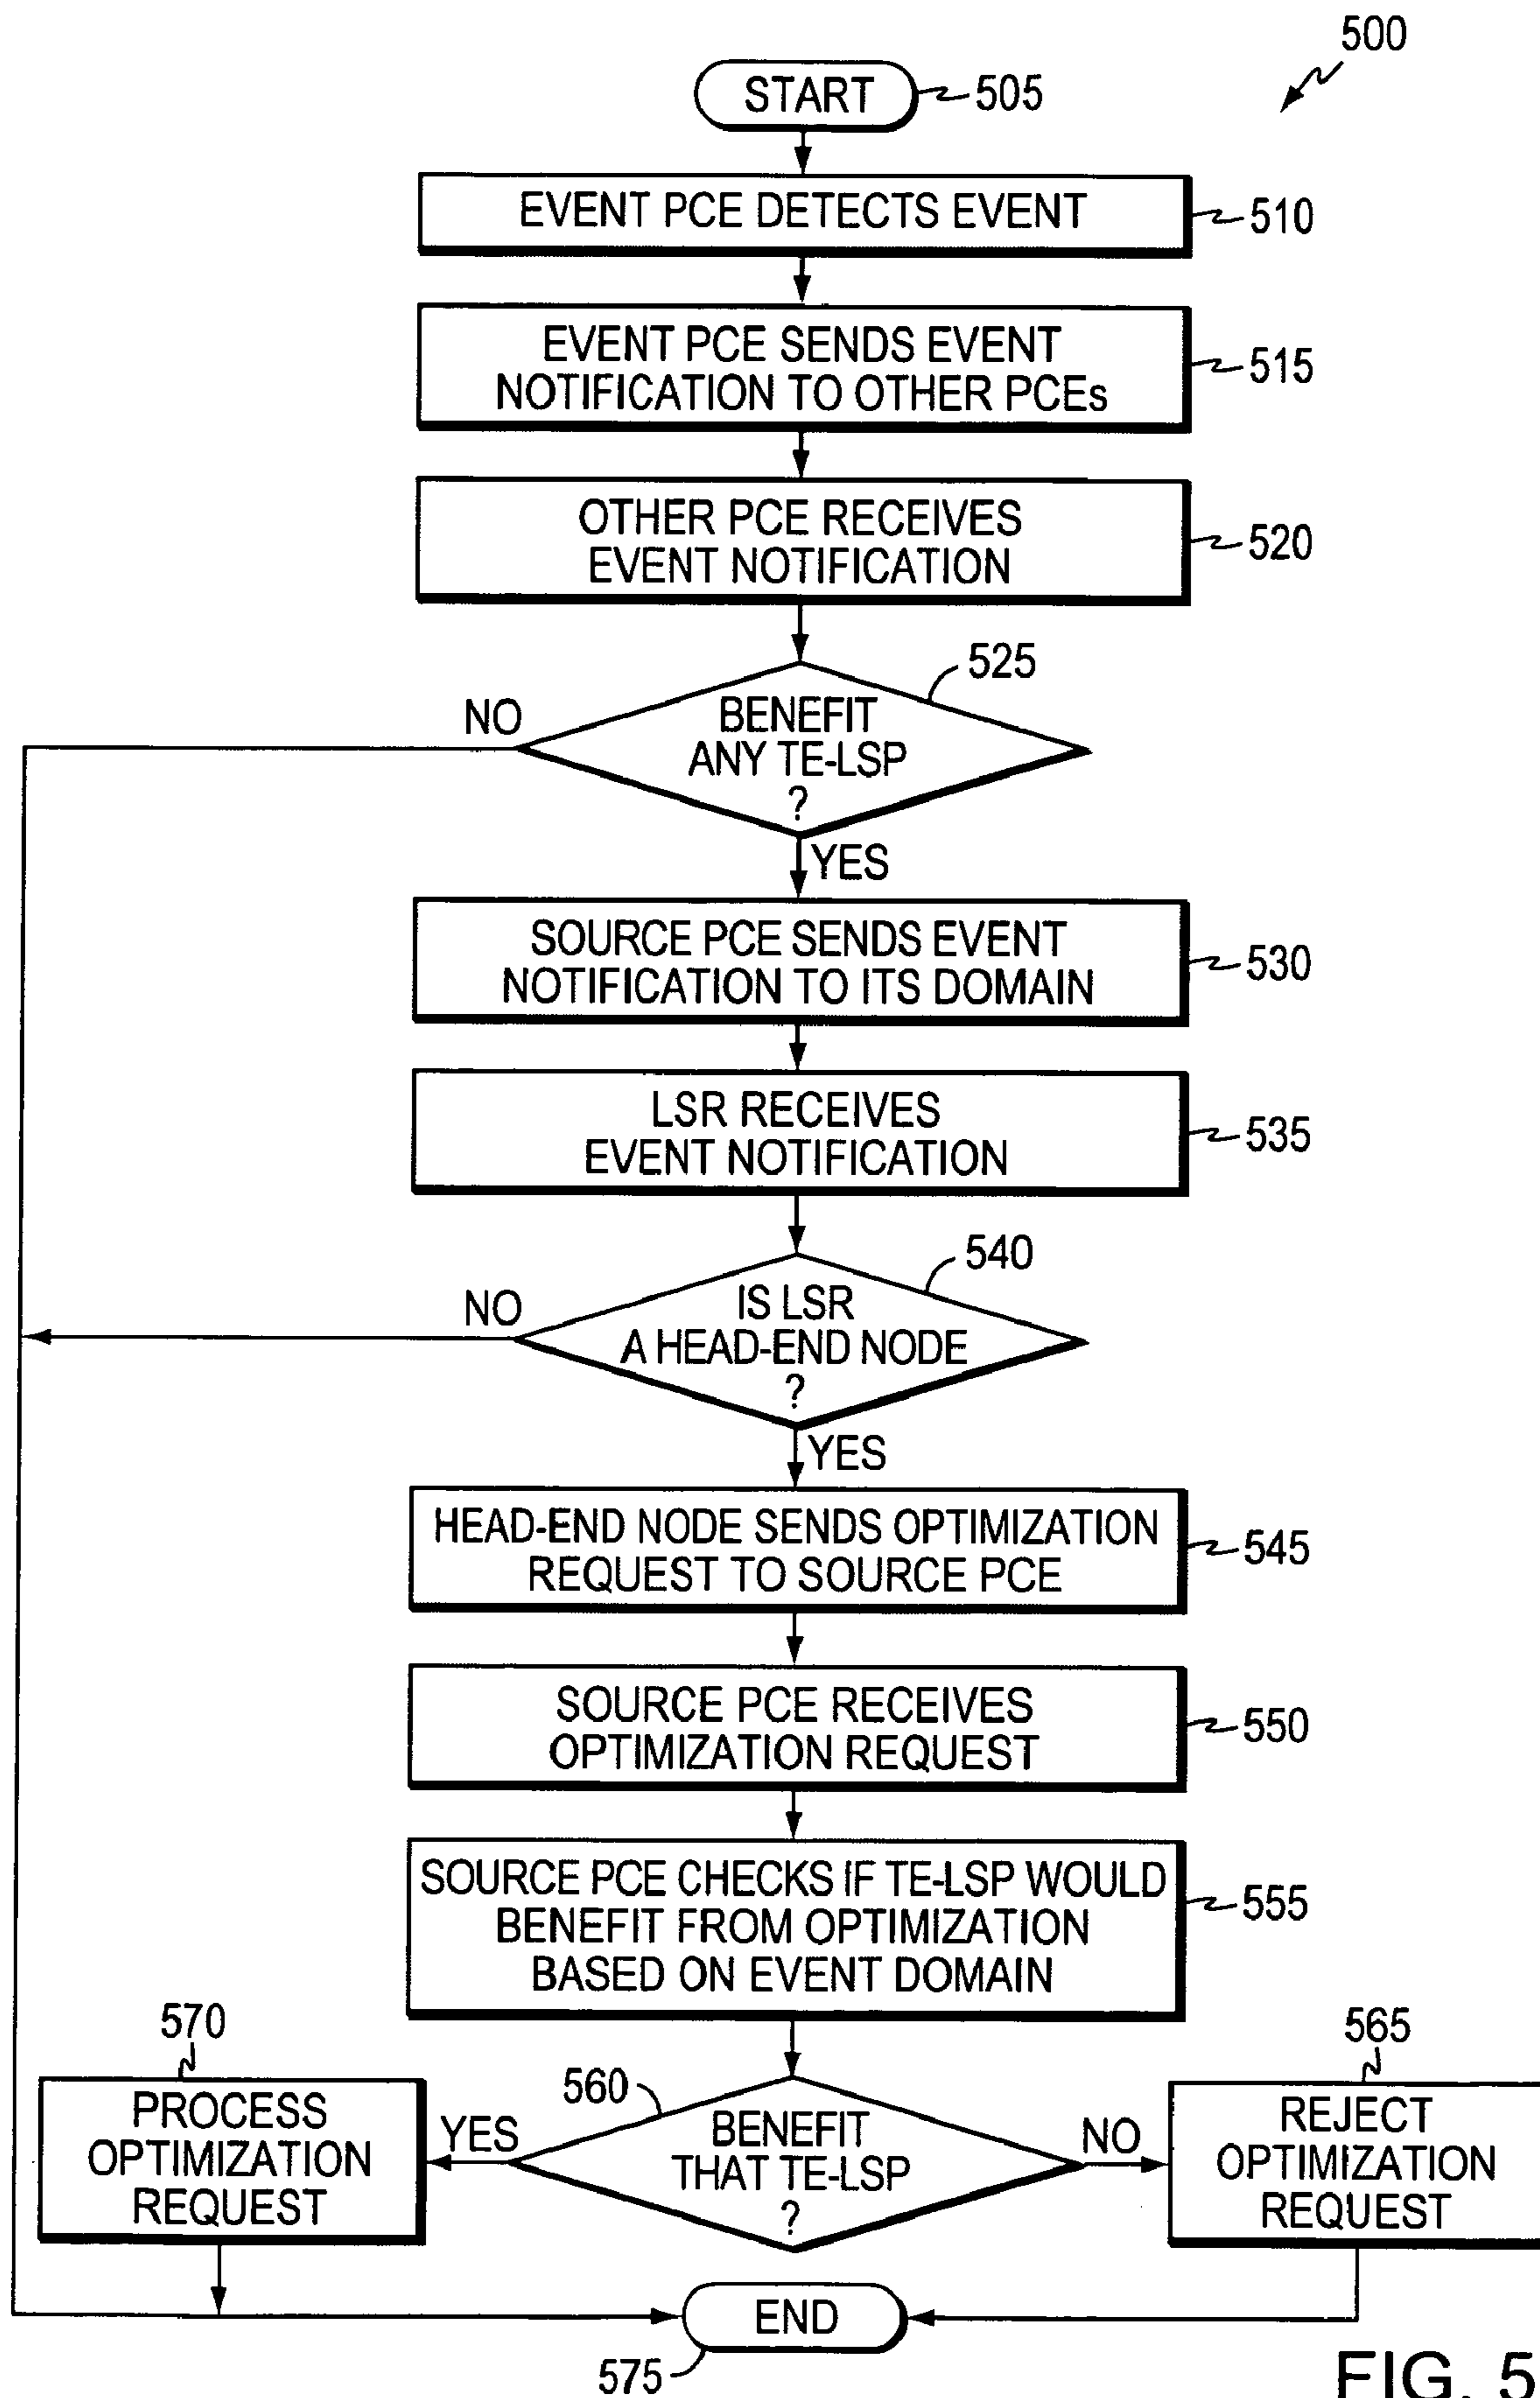 500
START
505
EVENT PCE DETECTS EVENT
510
EVENT PCE SENDS EVENT
NOTIFICATION TO OTHER PCEs
515
OTHER PCE RECEIVES
EVENT NOTIFICATION
520
525
NO
BENEFIT
ANY TE-LSP
?
YES
SOURCE PCE SENDS EVENT
NOTIFICATION TO ITS DOMAIN
530
LSR RECEIVES
EVENT NOTIFICATION
535
540
NO
IS LSR
A HEAD-END NODE
?
YES
HEAD-END NODE SENDS OPTIMIZATION
REQUEST TO SOURCE PCE
545
SOURCE PCE RECEIVES
OPTIMIZATION REQUEST
550
SOURCE PCE CHECKS IF TE-LSP WOULD
BENEFIT FROM OPTIMIZATION
BASED ON EVENT DOMAIN
555
570
PROCESS
OPTIMIZATION
REQUEST
YES
560
BENEFIT
THAT TE-LSP
?
NO
565
REJECT
OPTIMIZATION
REQUEST
END
575
FIG. 5